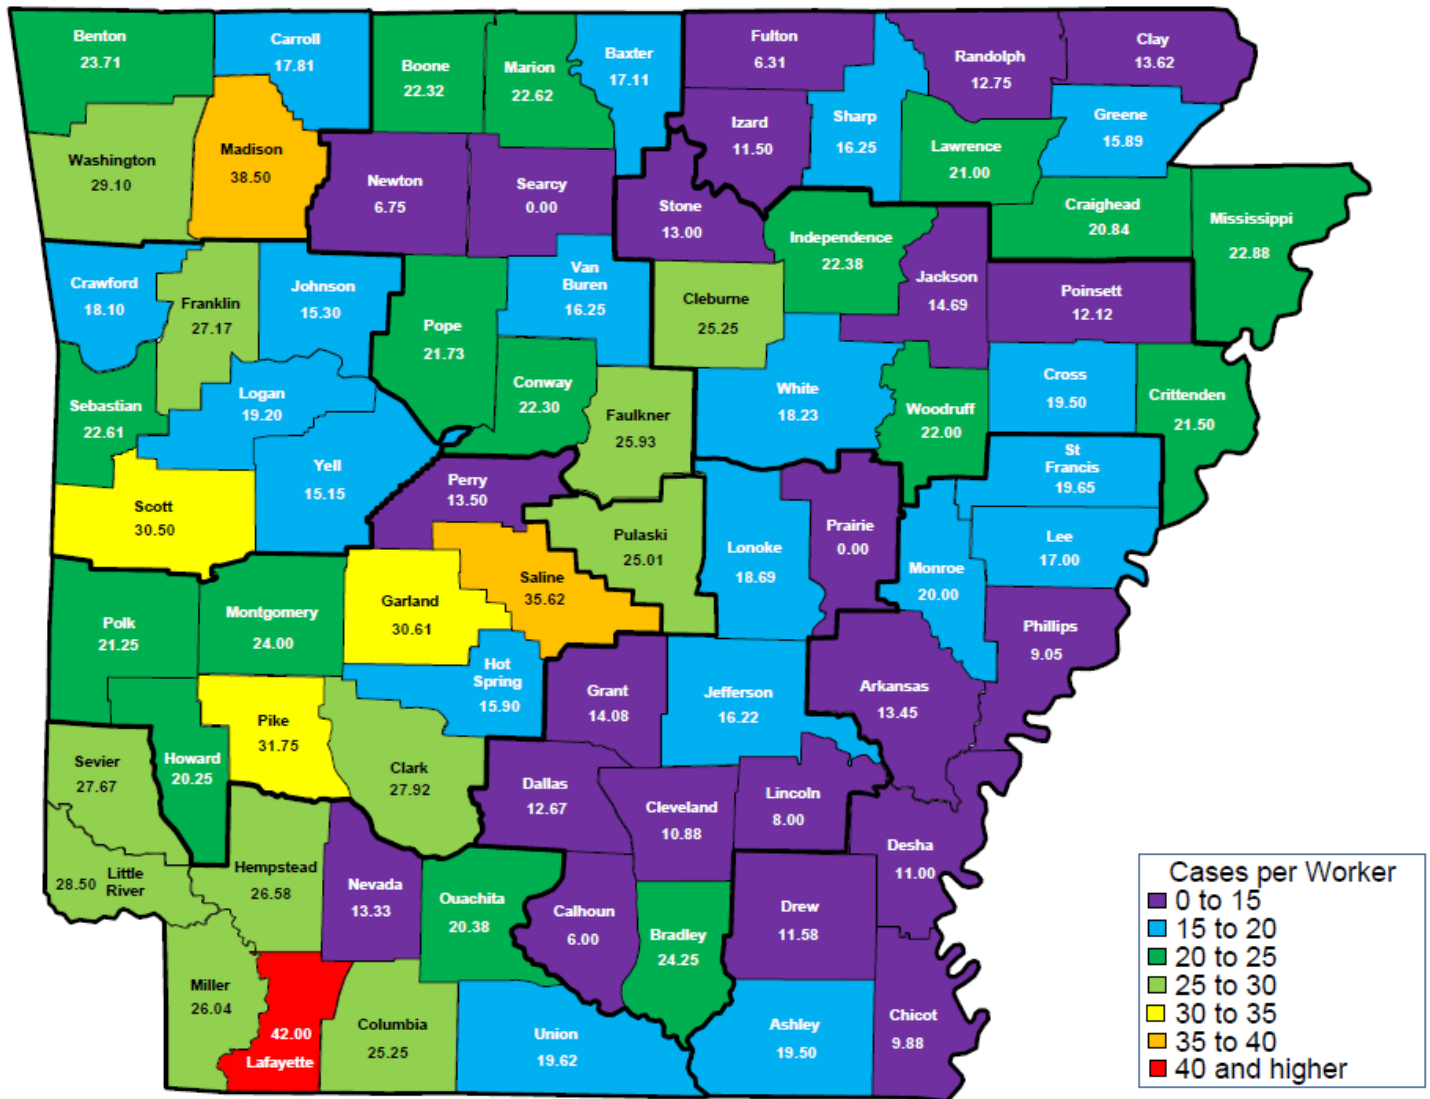 Benton
23.71
Carroll
17.81
Boone
22.32
Marion
22.62
Baxter
17.11
Fulton
6.31
Randolph
12.75
Clay
13.62
Washington
29.10
Madison
38.50
Newton
6.75
Searcy
0.00
Stone
13.00
Izard
11.50
Sharp
16.25
Lawrence
21.00
Greene
15.89
Craighead
20.84
Mississippi
22.88
Crawford
18.10
Franklin
27.17
Johnson
15.30
Pope
21.73
Van
Buren
16.25
Cleburne
25.25
Independence
22.38
Jackson
14.69
Poinsett
12.12
Sebastian
22.61
Logan
19.20
Conway
22.30
Faulkner
25.93
White
18.23
Woodruff
22.00
Cross
19.50
Crittenden
21.50
Scott
30.50
Yell
15.15
Perry
13.50
Pulaski
25.01
Lonoke
18.69
Prairie
0.00
Monroe
20.00
St
Francis
19.65
Lee
17.00
Phillips
9.05
Polk
21.25
Montgomery
24.00
Garland
30.61
Saline
35.62
Hot
Spring
15.90
Grant
14.08
Jefferson
16.22
Arkansas
13.45
Sevier
27.67
Howard
20.25
Pike
31.75
Clark
27.92
Dallas
12.67
Cleveland
10.88
Lincoln
8.00
Desha
11.00
28.50 Little
River
Hempstead
26.58
Nevada
13.33
Ouachita
20.38
Calhoun
6.00
Bradley
24.25
Drew
11.58
Miller
26.04
42.00
Lafayette
Columbia
25.25
Union
19.62
Ashley
19.50
Chicot
9.88
Cases per Worker
0 to 15
15 to 20
20 to 25
25 to 30
30 to 35
35 to 40
40 and higher